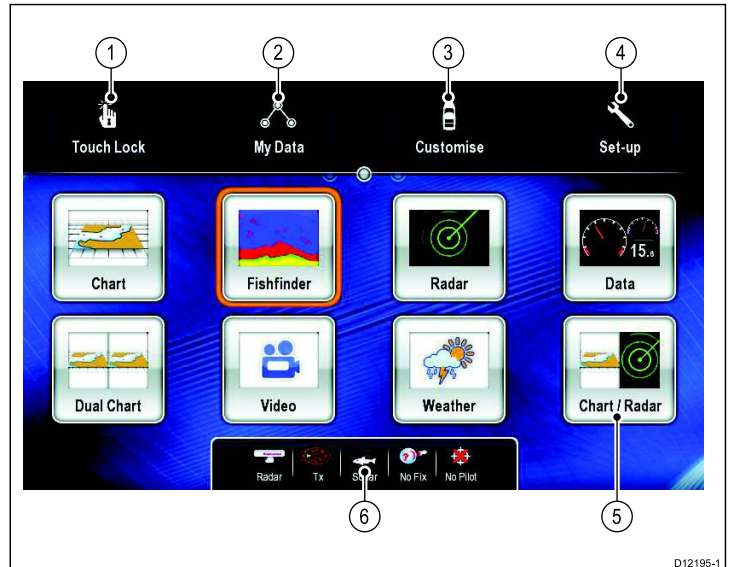 1 2 3 4
Touch Lock My Data Customise Set-up
15.6
Chart Fishfinder Radar Data
Dual Chart Video Weather Chart / Radar
Radar Tx No Fix No Pilot
6 5
D12195-1